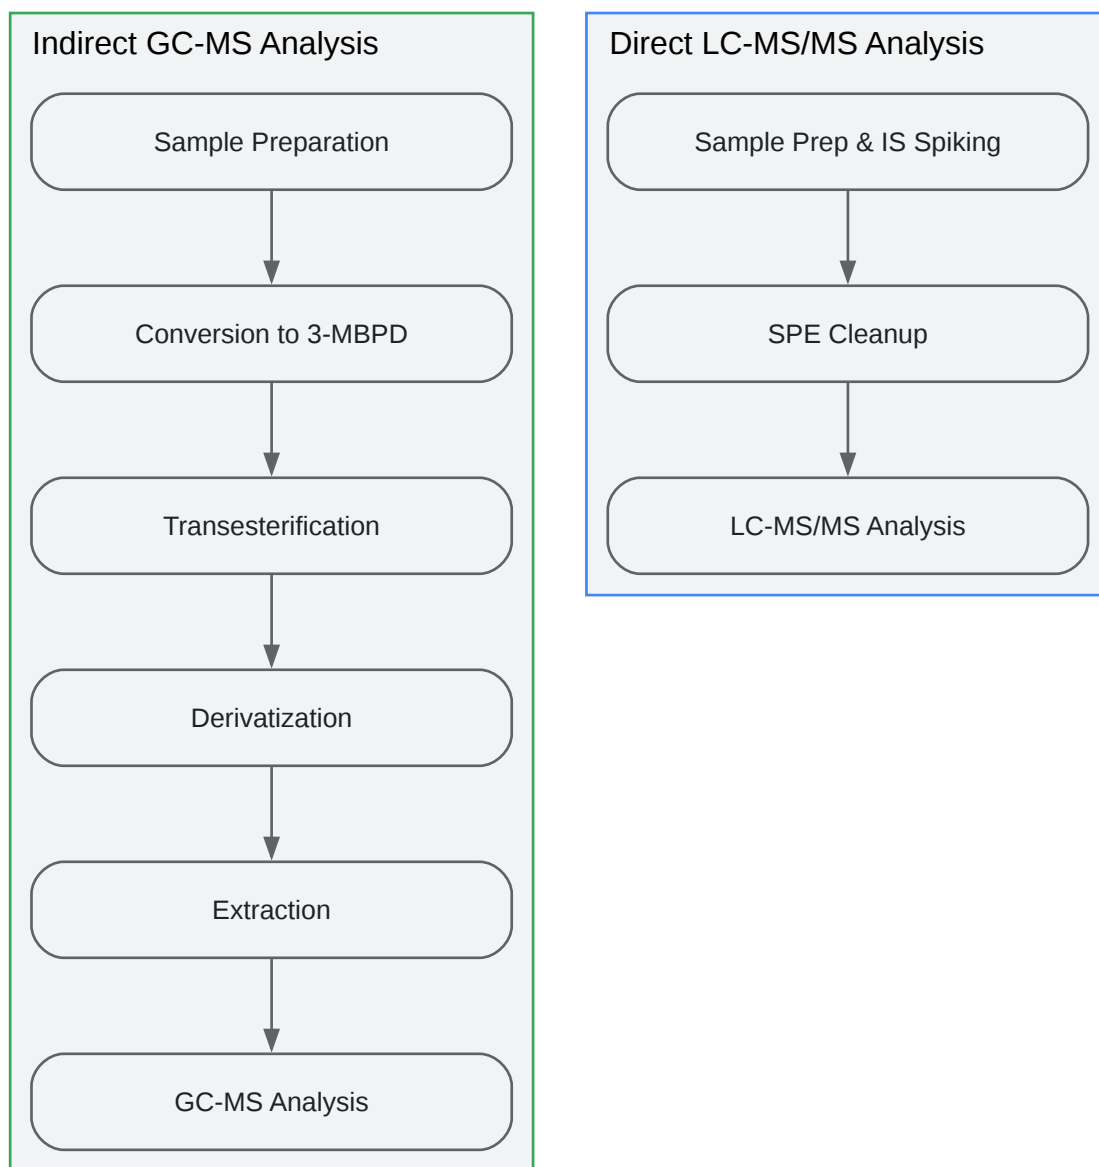 Indirect GC-MS Analysis
Sample Preparation
Conversion to 3-MBPD
Transesterification
Derivatization
Extraction
GC-MS Analysis
Direct LC-MS/MS Analysis
Sample Prep & IS Spiking
SPE Cleanup
LC-MS/MS Analysis